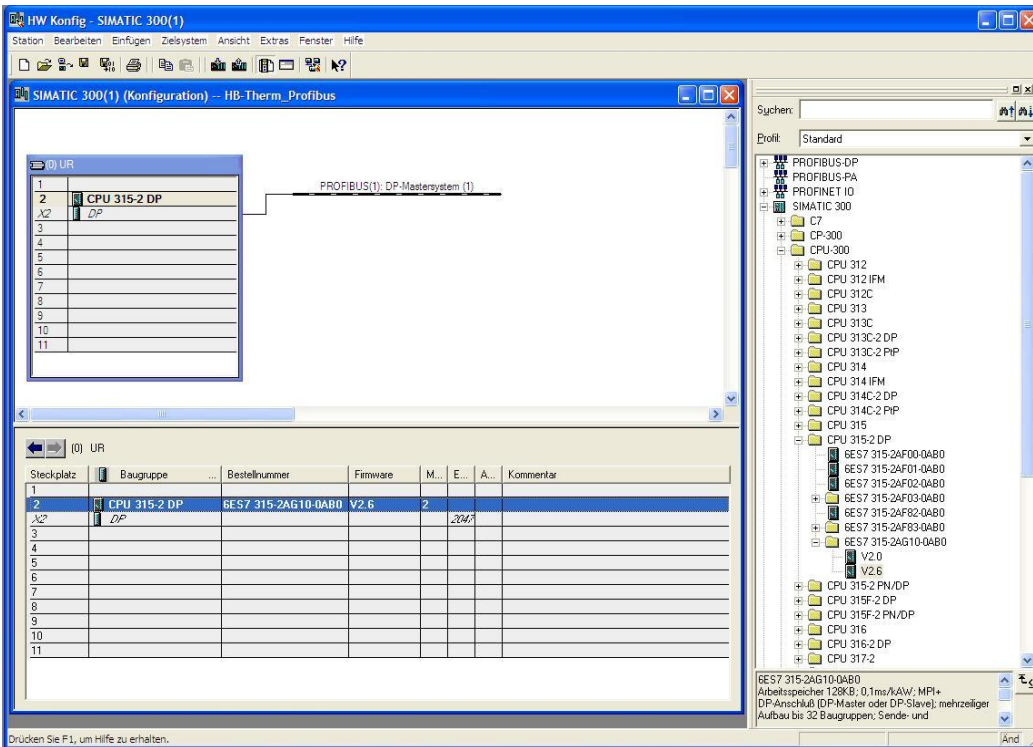 HW Konfig - SIMATIC 300(1)
Station Bearbeiten Einfügen Zielsystem Ansicht Extras Fenster Hilfe
SIMATIC 300(1) (Konfiguration) -- HB-Therm_Profibus
(0) UR
1
2 CPU 315-2 DP
X2 DP
3
4
5
6
7
8
9
10
11
PROFIBUS(1): DP-Mastersystem (1)
(0) UR
Steckplatz Baugruppe ... Bestellnummer Firmware M... E... A... Kommentar
1
2 CPU 315-2 DP 6ES7 315-2AG10-0AB0 V2.6 2
X2 DP 2047
3
4
5
6
7
8
9
10
11
Suchen:
Profil: Standard
PROFIBUS-DP
PROFIBUS-PA
PROFINET IO
SIMATIC 300
C7
CP-300
CPU-300
CPU 312
CPU 312 IFM
CPU 312C
CPU 313
CPU 313C
CPU 313C-2 DP
CPU 313C-2 PtP
CPU 314
CPU 314 IFM
CPU 314C-2 DP
CPU 314C-2 PtP
CPU 315
CPU 315-2 DP
6ES7 315-2AF00-0AB0
6ES7 315-2AF01-0AB0
6ES7 315-2AF02-0AB0
6ES7 315-2AF03-0AB0
6ES7 315-2AF82-0AB0
6ES7 315-2AF83-0AB0
6ES7 315-2AG10-0AB0
V2.0
V2.6
CPU 315-2 PN/DP
CPU 315F-2 DP
CPU 315F-2 PN/DP
CPU 316
CPU 316-2 DP
CPU 317-2
6ES7 315-2AG10-0AB0
Arbeitsspeicher 128KB; 0,1ms/kAW; MPI+
DP-Anschluß (DP-Master oder DP-Slave); mehrzeiliger
Aufbau bis 32 Baugruppen; Sende- und
Drücken Sie F1, um Hilfe zu erhalten.
Änd